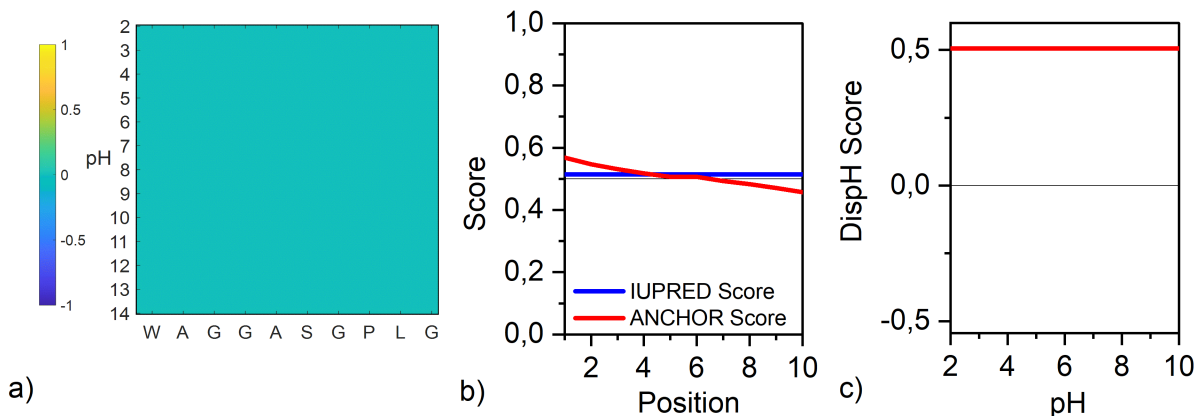 1
0.5
0
-0.5
-1
pH
2
3
4
5
6
7
8
9
10
11
12
13
14
W A G G A S G P L G
a)
Score
1,0
0,8
0,6
0,4
0,2
0,0
IUPRED Score
ANCHOR Score
2 4 6 8 10
Position
b)
DispH Score
0,5
0,0
-0,5
2 4 6 8 10
pH
c)